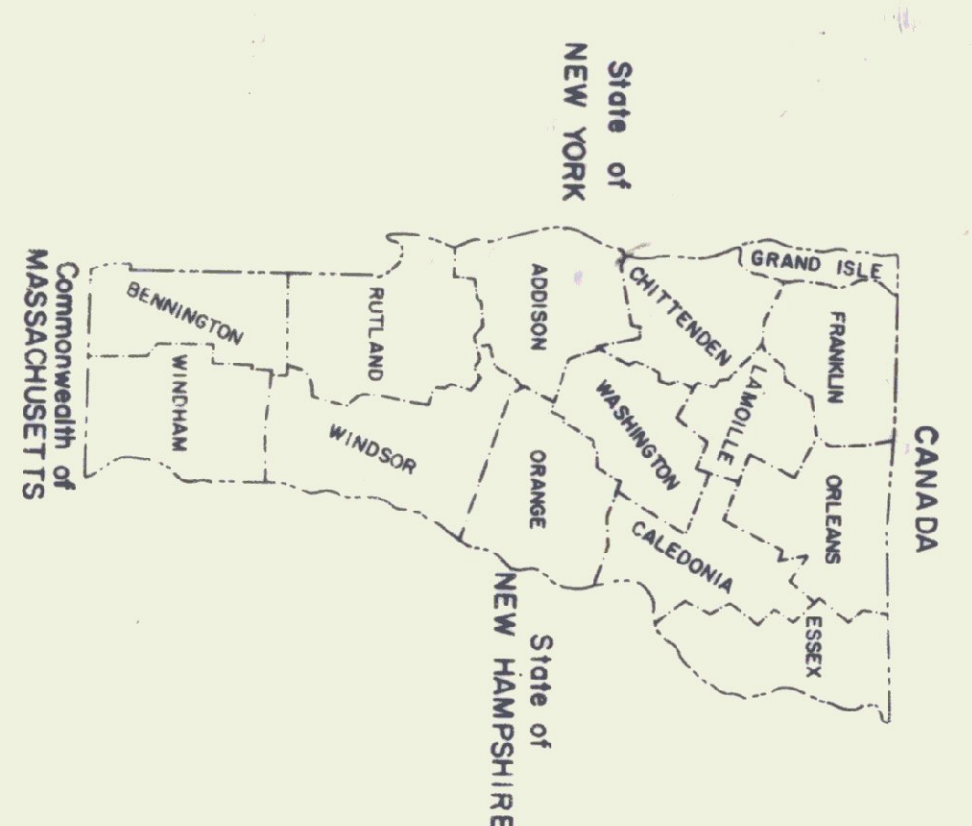 CANADA
GRAND ISLE
FRANKLIN
ORLEANS
ESSEX
LAMOILLE
CHITTENDEN
CALEDONIA
WASHINGTON
State of
NEW YORK
ADDISON
ORANGE
State of
NEW HAMPSHIRE
RUTLAND
WINDSOR
BENNINGTON
WINDHAM
Commonwealth of
MASSACHUSETTS